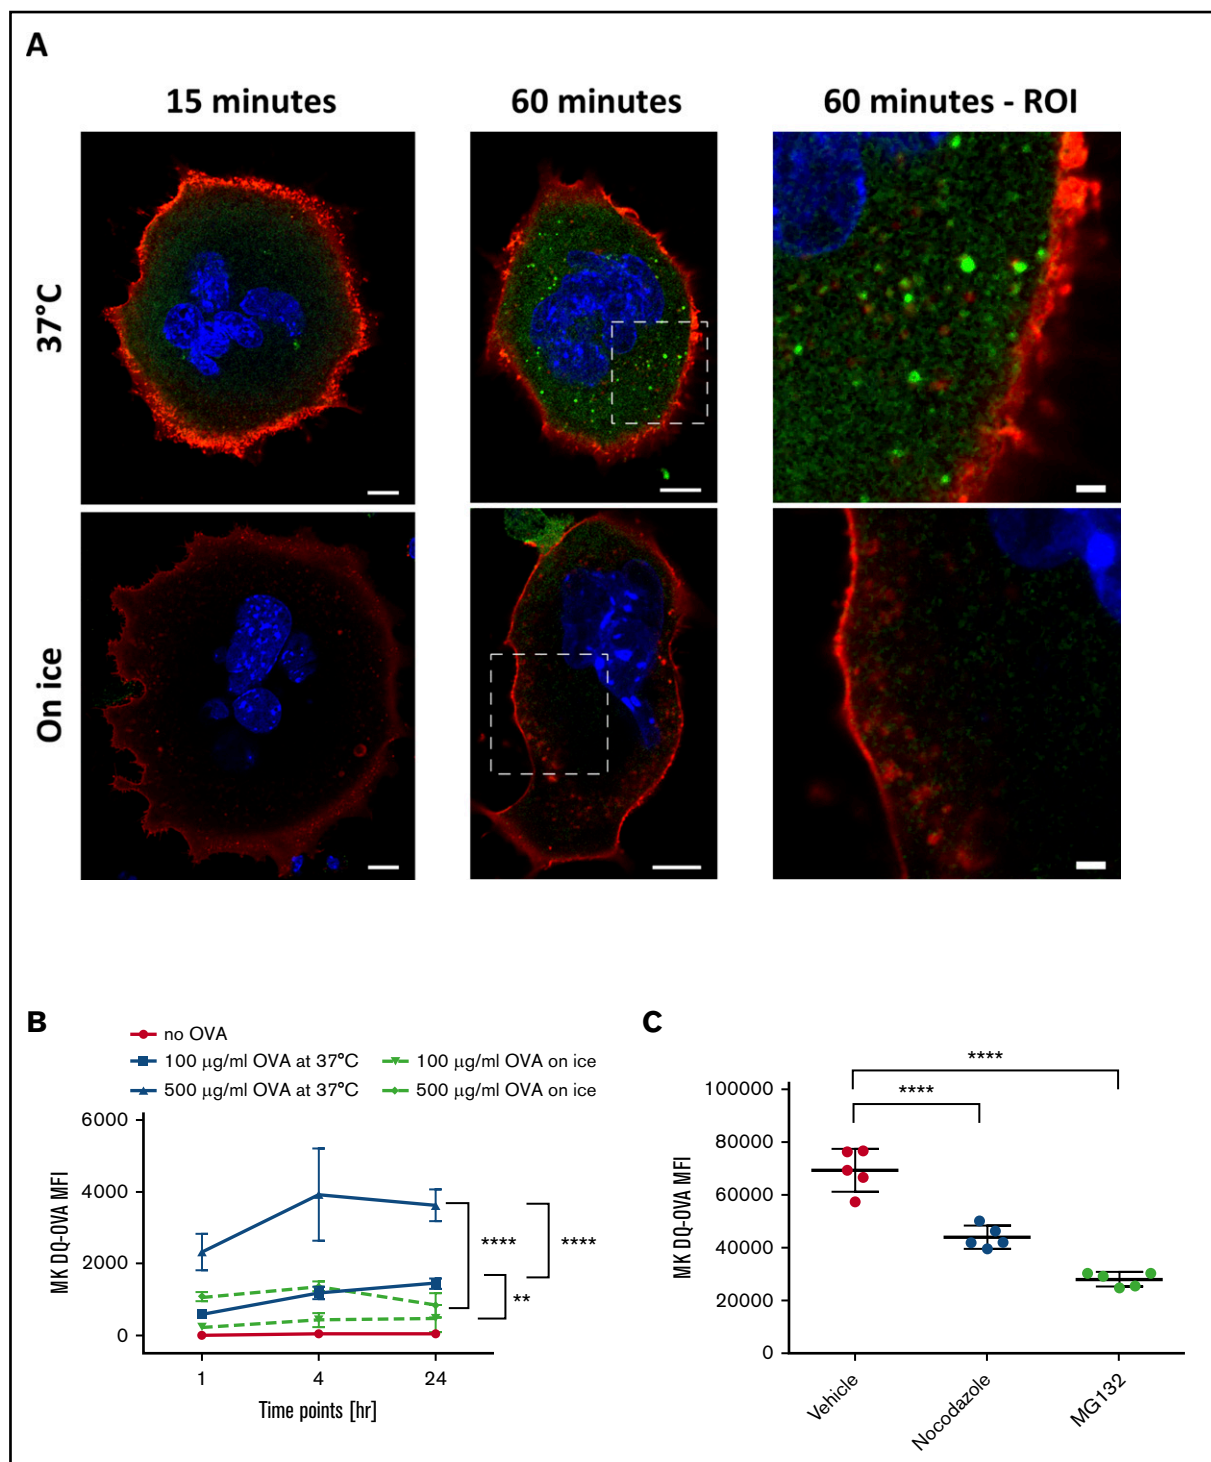 A
15 minutes 60 minutes 60 minutes - ROI
37°C
On ice
B
no OVA
100 µg/ml OVA at 37°C 100 µg/ml OVA on ice
500 µg/ml OVA at 37°C 500 µg/ml OVA on ice
MK DQ-OVA MFI
6000
4000
2000
0
1 4 24
Time points [hr]
**** ****
**
C
MK DQ-OVA MFI
****
****
100000
80000
60000
40000
20000
0
Vehicle
Nocodazole
MG132